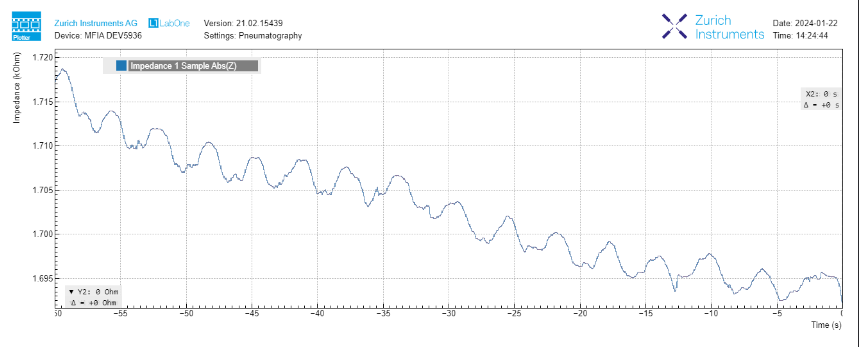 Zurich Instruments AG
LabOne
Version: 21.02.15439
Device: MFIA DEV5936
Settings: Pneumatography
Plotter
Zurich
Instruments
Date: 2024-01-22
Time: 14:24:44
Impedance (kOhm)
Impedance 1 Sample Abs(Z)
X2: 0 s
Δ = +0 s
1.720
1.715
1.710
1.705
1.700
1.695
▼ Y2: 0 Ohm
Δ = +0 Ohm
50 −55 −50 −45 −40 −35 −30 −25 −20 −15 −10 −5 0
Time (s)